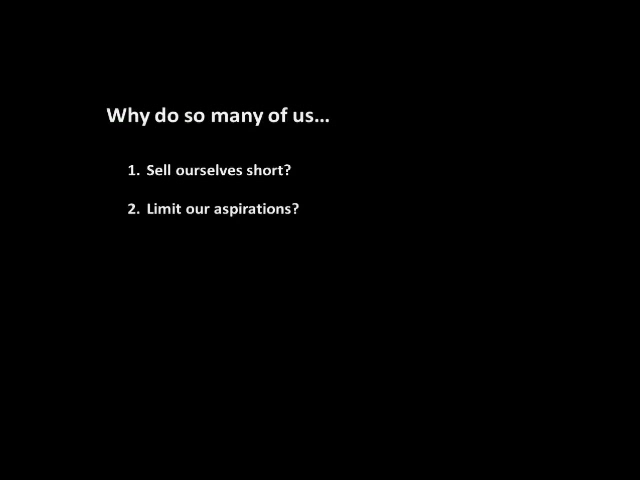 Why do so many of us...
1. Sell ourselves short?
2. Limit our aspirations?